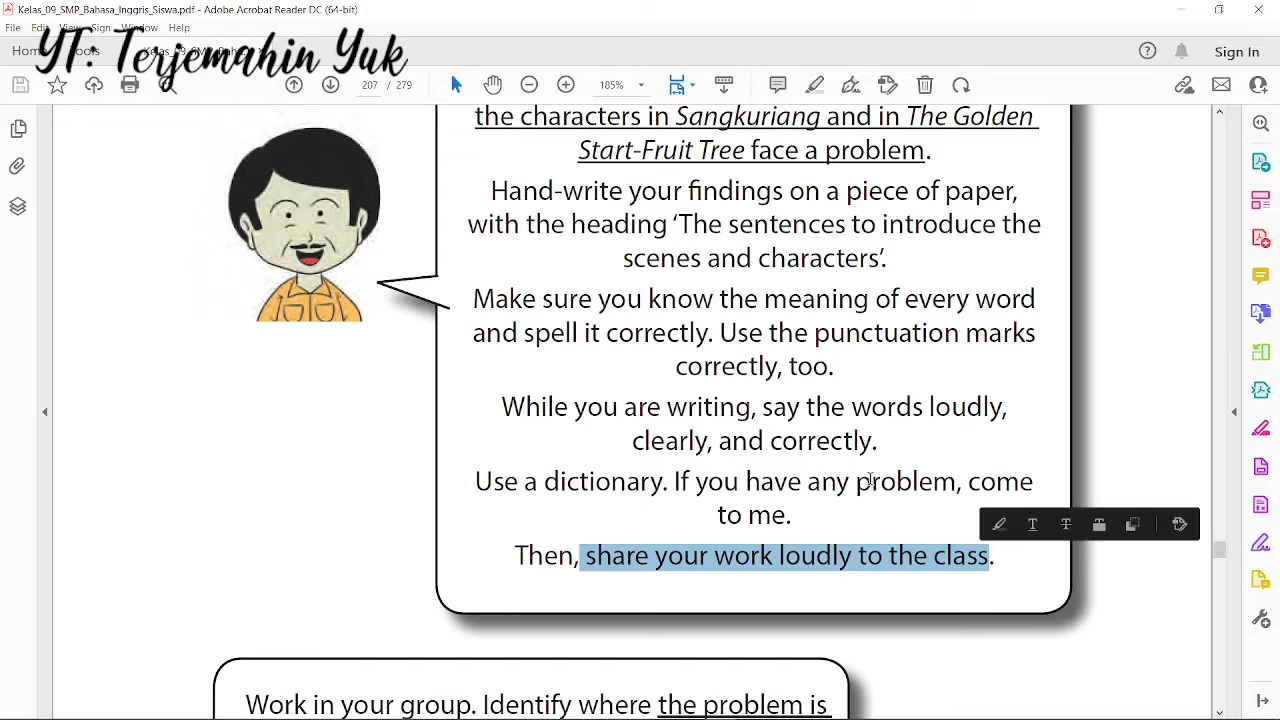 Kelas_09_SMP_Bahasa_Inggris_Siswa.pdf - Adobe Acrobat Reader DC (64-bit)
File Edit View Sign Window Help
YT: Terjemahin Yuk
Home Tools
Sign In
207 / 279
185%
the characters in Sangkuriang and in The Golden
Start-Fruit Tree face a problem.
Hand-write your findings on a piece of paper,
with the heading ‘The sentences to introduce the
scenes and characters’.
Make sure you know the meaning of every word
and spell it correctly. Use the punctuation marks
correctly, too.
While you are writing, say the words loudly,
clearly, and correctly.
Use a dictionary. If you have any problem, come
to me.
Then, share your work loudly to the class.
Work in your group. Identify where the problem is